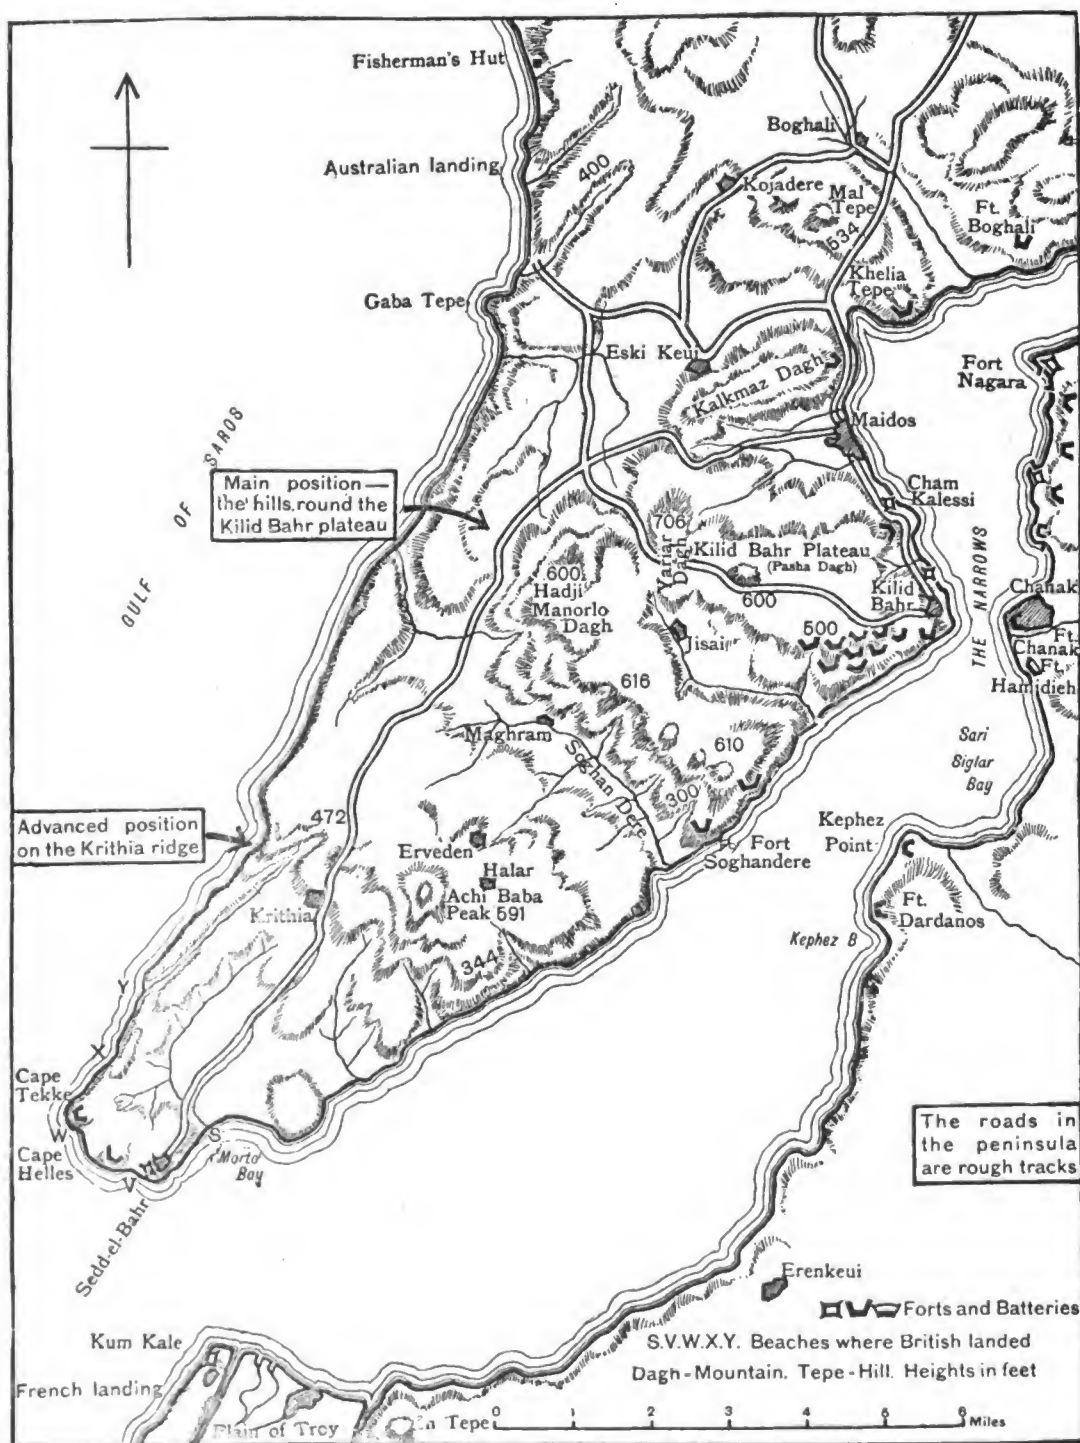 Fisherman's Hut
Boghali
Australian landing
400
Kojadere
Mal
Tepe
534
Ft.
Boghali
Khelia
Tepe
Gaba Tepe
Eski Keui
Kalkmaz Dagh
Fort
Nagara
Maidos
GULF OF SAROS
Main position—
the hills, round the
Kilid Bahr plateau
Cham
Kalessi
706
Yariar
Dagh
Kilid Bahr Plateau
(Pasha Dagh)
600
THE NARROWS
600
Hadji
Manorlo
Dagh
Kilid
Bahr
Chanak
500
Jisai
Ft.
Chanak
Ft.
Hamidieh
616
Maghram
610
Soghan Dere
Sari
Siglar
Bay
300
Advanced position
on the Krithia ridge
472
Kephez
Point
Erveden
Halar
Fort
Soghandere
Achi Baba
Peak 591
Krithia
Ft.
Dardanos
344
Kephez B
Y
X
Cape
Tekke
W
Cape
Helles
S
Morto
Bay
V
Sedd-el-Bahr
The roads in
the peninsula
are rough tracks
Erenkeui
Forts and Batteries
Kum Kale
S.V.W.X.Y. Beaches where British landed
Dagh-Mountain. Tepe-Hill. Heights in feet
French landing
Plain of Troy
In Tepe
0 1 2 3 4 5 6
Miles